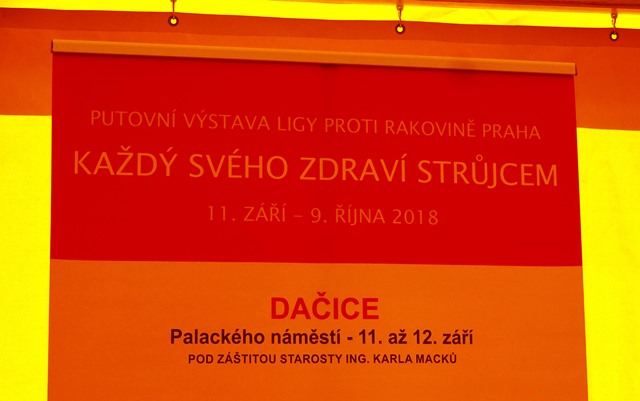 PUTOVNÍ VÝSTAVA LIGY PROTI RAKOVINĚ PRAHA
KAŽDÝ SVÉHO ZDRAVÍ STRŮJCEM
11. ZÁŘÍ – 9. ŘÍJNA 2018
DAČICE
Palackého náměstí - 11. až 12. září
POD ZÁŠTITOU STAROSTY ING. KARLA MACKŮ